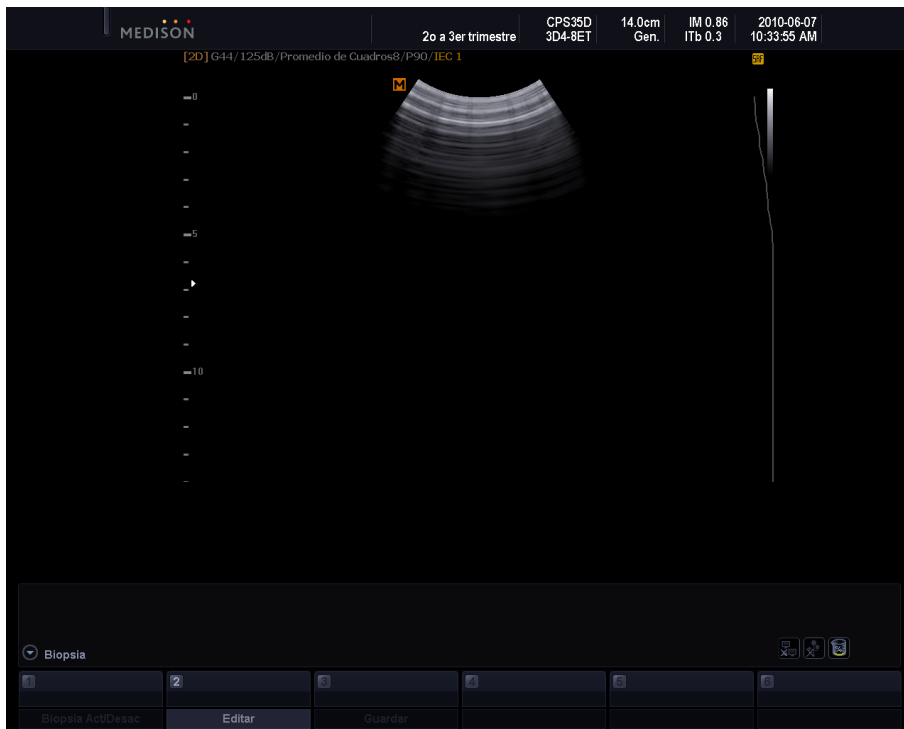 MEDISON
2o a 3er trimestre
CPS35D
3D4-8ET
14.0cm
Gen.
IM 0.86
ITb 0.3
2010-06-07
10:33:55 AM
[2D] G44/125dB/Promedio de Cuadros8/P90/IEC 1
M
0
5
10
Biopsia
1
2
3
4
5
6
Biopsia Act/Desac
Editar
Guardar